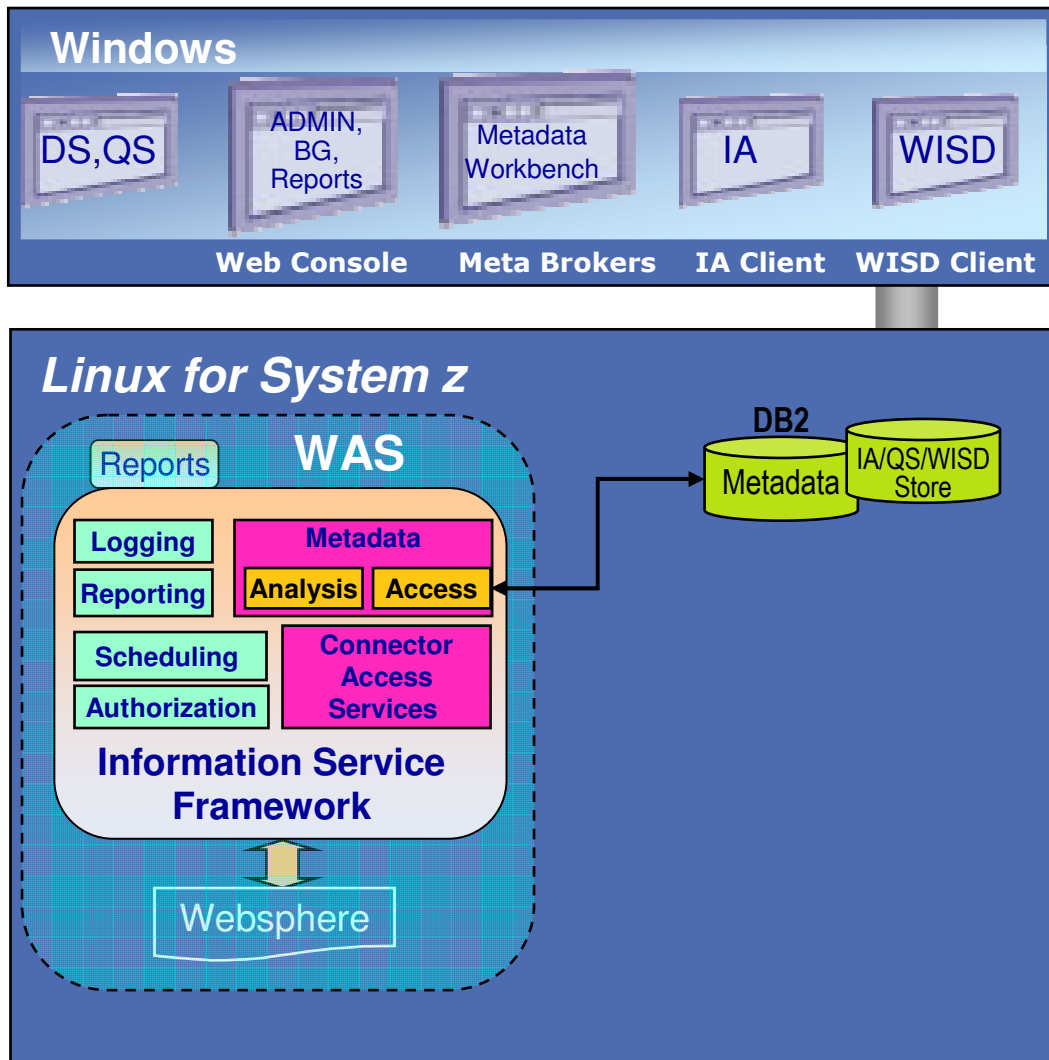 Windows
DS,QS
ADMIN,
BG,
Reports
Metadata
Workbench
IA
WISD
Web Console
Meta Brokers
IA Client
WISD Client
Linux for System z
WAS
Reports
Logging
Reporting
Metadata
Analysis
Access
Scheduling
Authorization
Connector
Access
Services
Information Service
Framework
Websphere
DB2
Metadata
IA/QS/WISD
Store